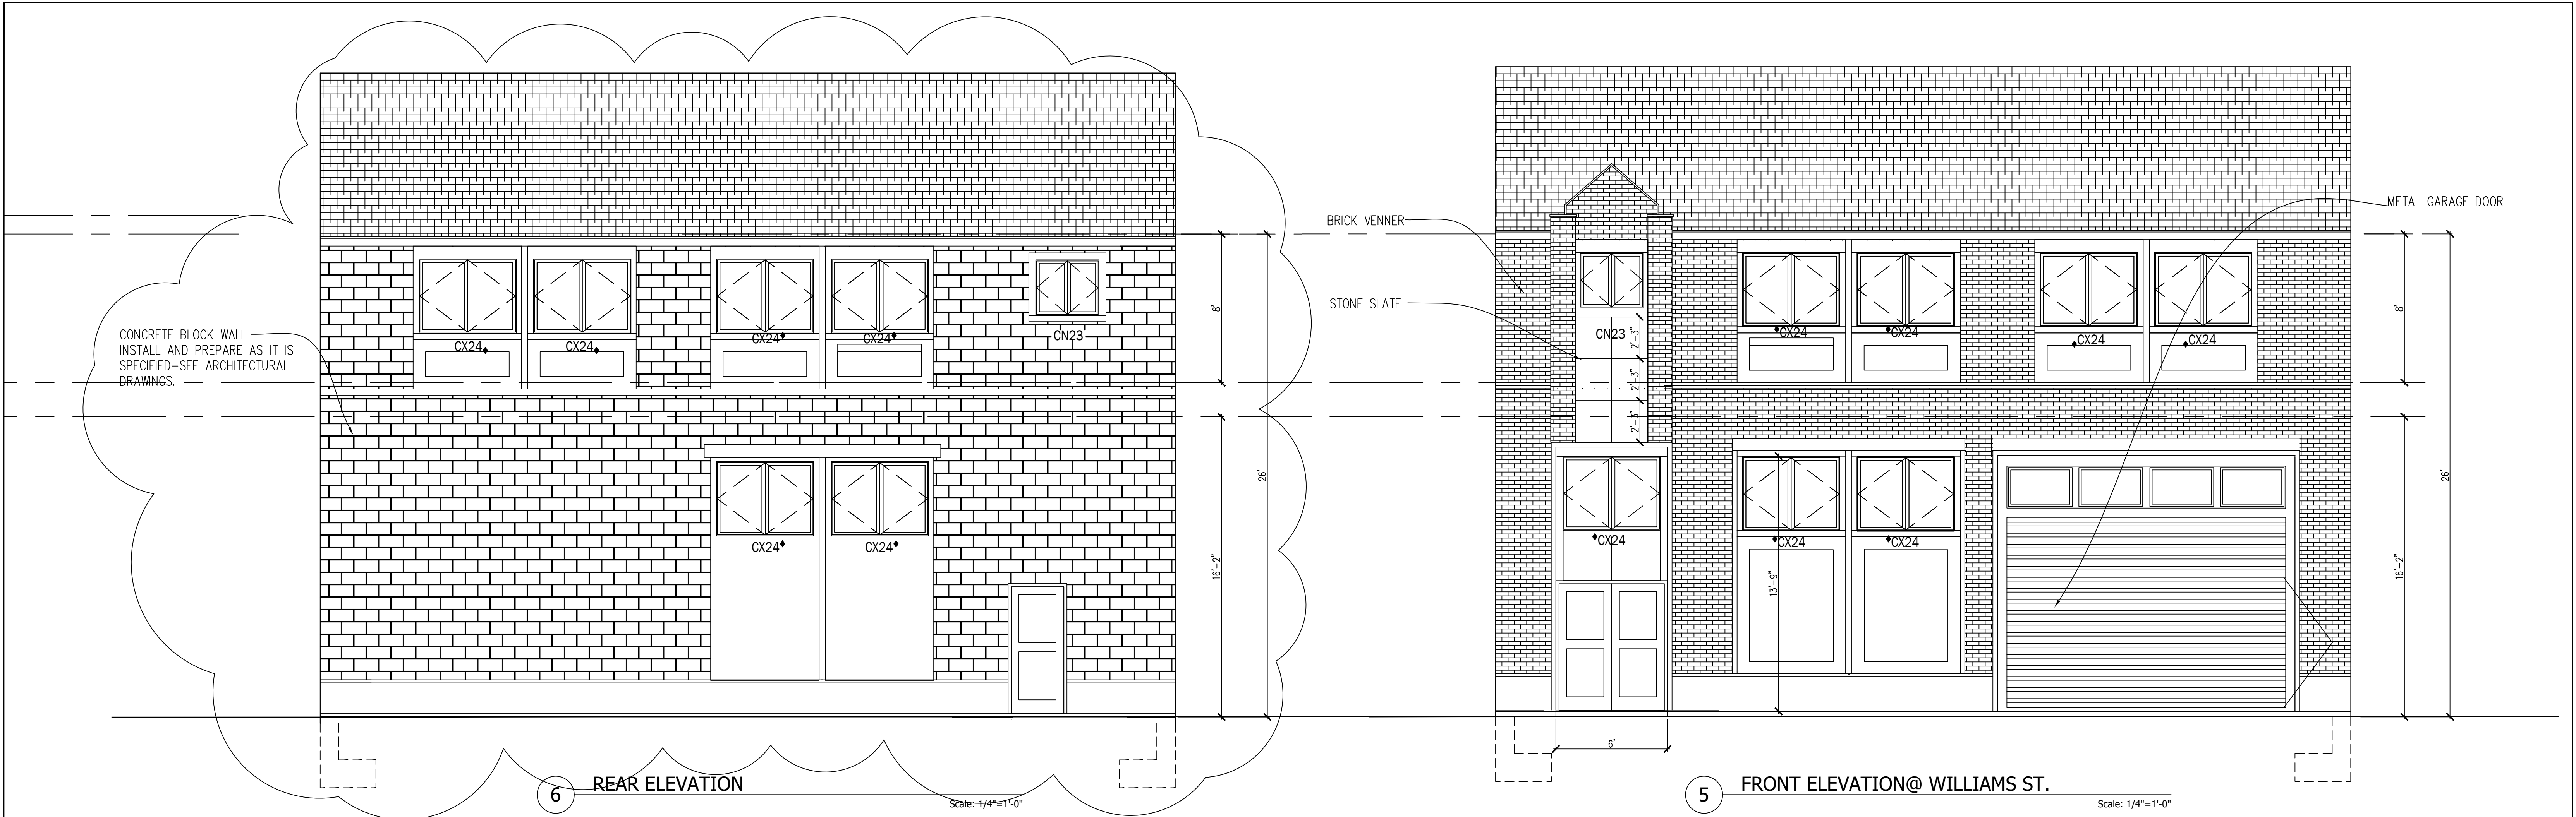 CONCRETE BLOCK WALL
INSTALL AND PREPARE AS IT IS
SPECIFIED-SEE ARCHITECTURAL
DRAWINGS.
CX24
CX24
CX24
CX24
CN23
CX24
CX24
8'
26'
16'-2"
6
REAR ELEVATION
Scale: 1/4"=1'-0"
BRICK VENNER
STONE SLATE
METAL GARAGE DOOR
CN23
2'-3"
2'-3"
2'-3"
CX24
CX24
CX24
CX24
CX24
CX24
CX24
13'-9"
6'
8'
26'
16'-2"
5
FRONT ELEVATION@ WILLIAMS ST.
Scale: 1/4"=1'-0"